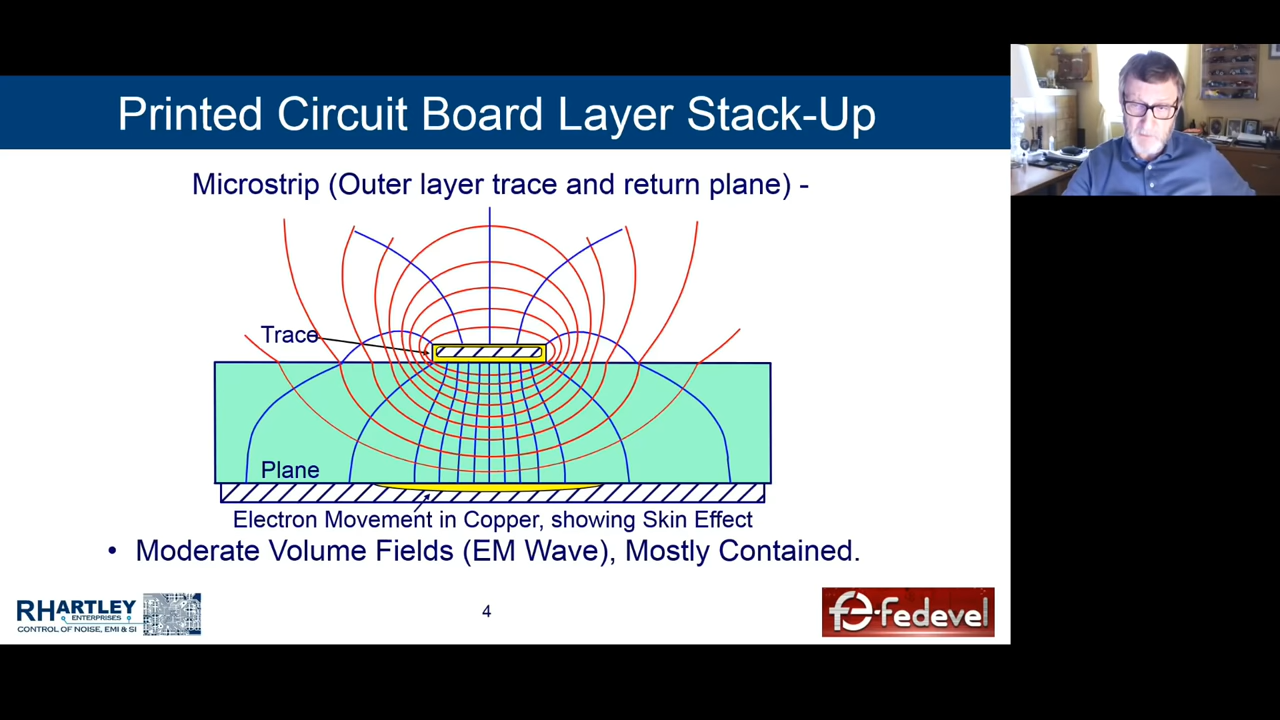 Printed Circuit Board Layer Stack-Up
Microstrip (Outer layer trace and return plane) -
Trace
Plane
Electron Movement in Copper, showing Skin Effect
• Moderate Volume Fields (EM Wave), Mostly Contained.
RHARTLEY
ENTERPRISES
CONTROL OF NOISE, EMI & SI
4
fe fedevel